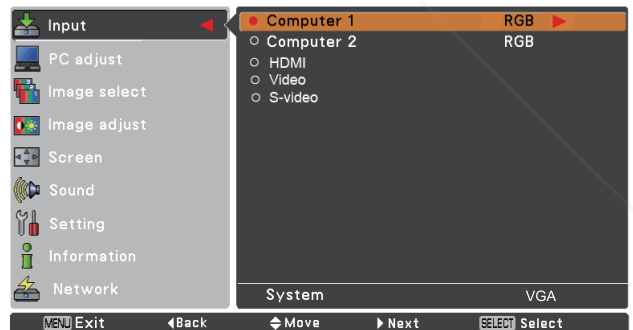 Input
PC adjust
Image select
Image adjust
Screen
Sound
Setting
Information
Network
Computer 1 RGB
Computer 2 RGB
HDMI
Video
S-video
System VGA
MENU Exit Back Move Next SELECT Select